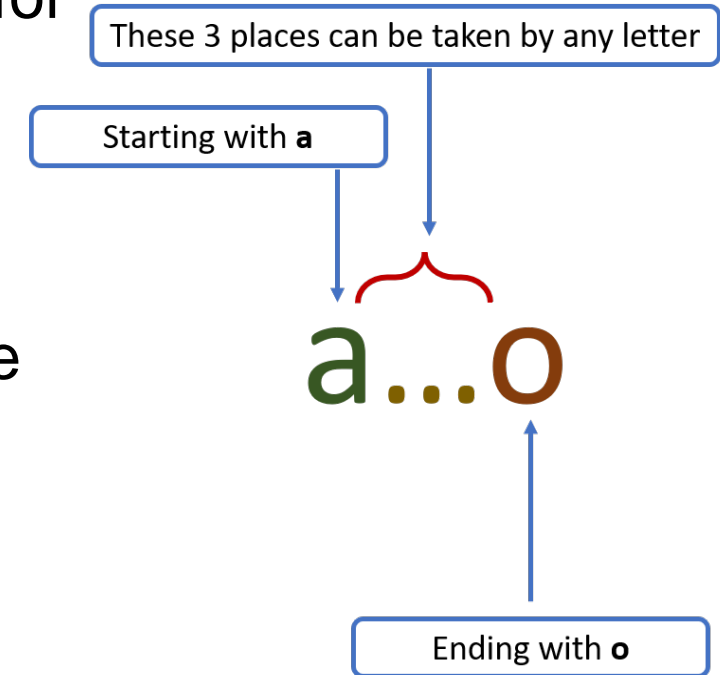 These 3 places can be taken by any letter
Starting with a
a...o
e
Ending with o